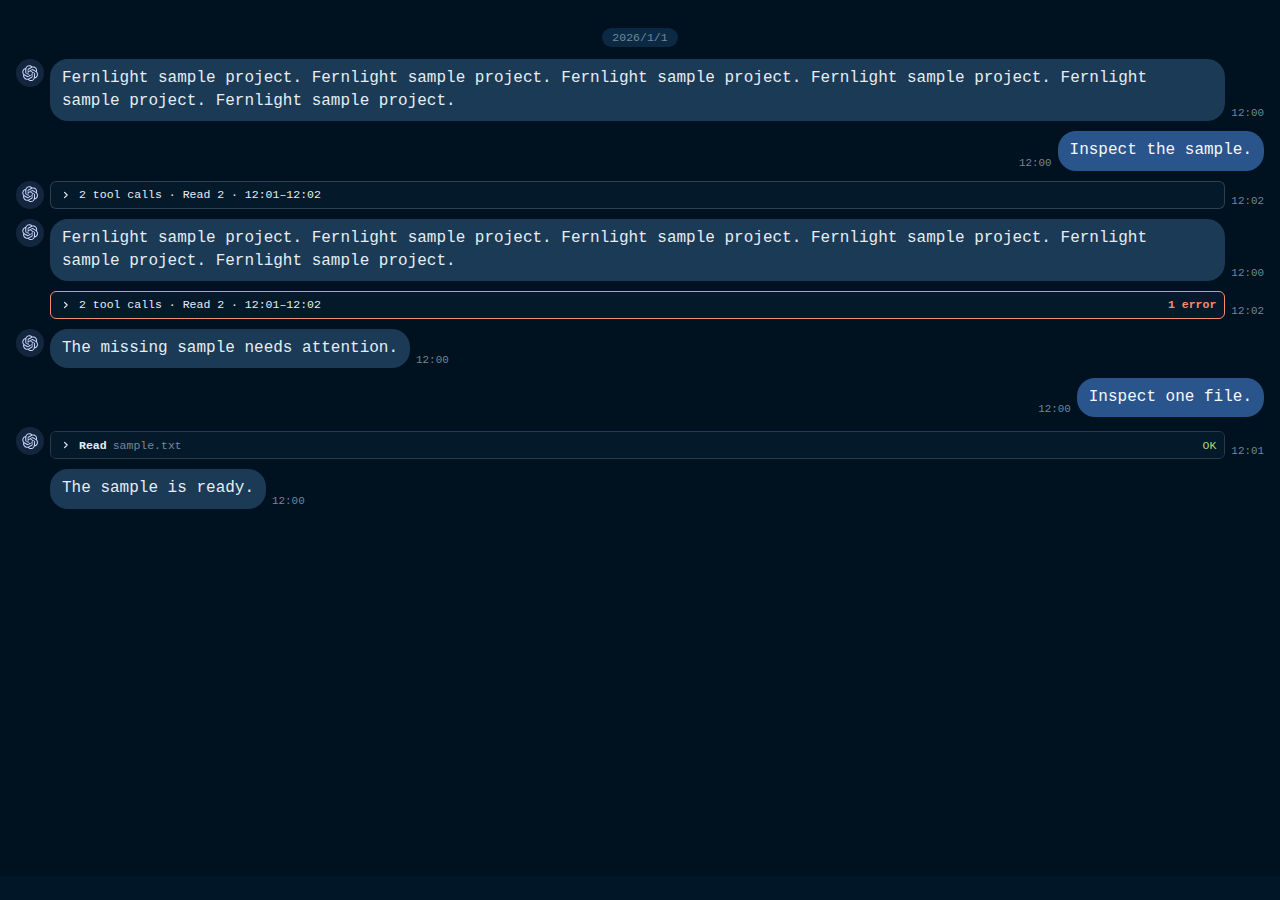 2026/1/1
Fernlight sample project. Fernlight sample project. Fernlight sample project. Fernlight sample project. Fernlight
sample project. Fernlight sample project.
12:00
Inspect the sample.
12:00
2 tool calls · Read 2 · 12:01–12:02
12:02
Fernlight sample project. Fernlight sample project. Fernlight sample project. Fernlight sample project. Fernlight
sample project. Fernlight sample project.
12:00
2 tool calls · Read 2 · 12:01–12:02 1 error
12:02
The missing sample needs attention.
12:00
Inspect one file.
12:00
Read sample.txt OK
12:01
The sample is ready.
12:00